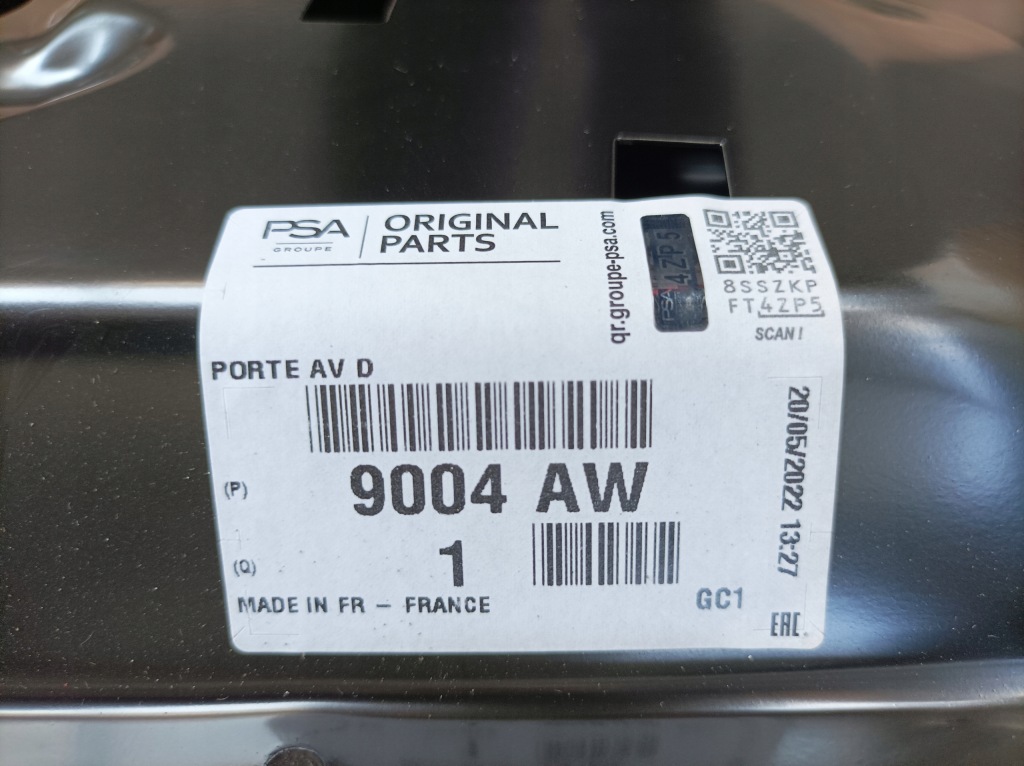 PSA
GROUPE
ORIGINAL
PARTS
qr.groupe-psa.com
PSA
4ZP5
8SSZKP
FT4ZP5
SCAN!
PORTE AV D
20/05/2022 13:27
(P)
9004 AW
(Q)
1
MADE IN FR - FRANCE
GC1
EAC